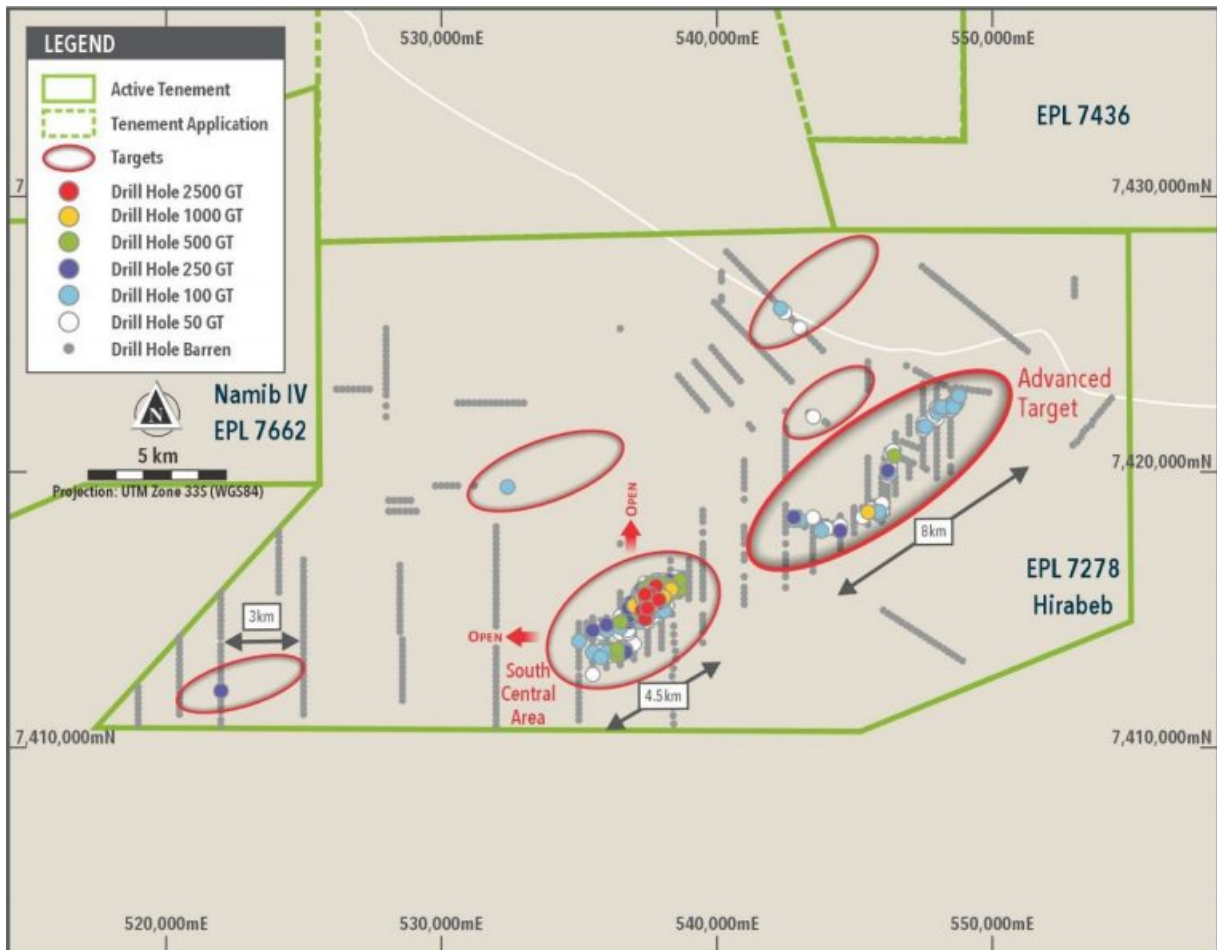 LEGEND
Active Tenement
Tenement Application
Targets
Drill Hole 2500 GT
Drill Hole 1000 GT
Drill Hole 500 GT
Drill Hole 250 GT
Drill Hole 100 GT
Drill Hole 50 GT
Drill Hole Barren
N
5 km
Projection: UTM Zone 33S (WGS84)
530,000mE
540,000mE
550,000mE
EPL 7436
7
7,430,000mN
Namib IV
EPL 7662
Advanced
Target
7,420,000mN
OPEN
8km
EPL 7278
Hirabeb
3km
OPEN
South
Central
Area
4.5km
7,410,000mN
7,410,000mN
520,000mE
530,000mE
540,000mE
550,000mE